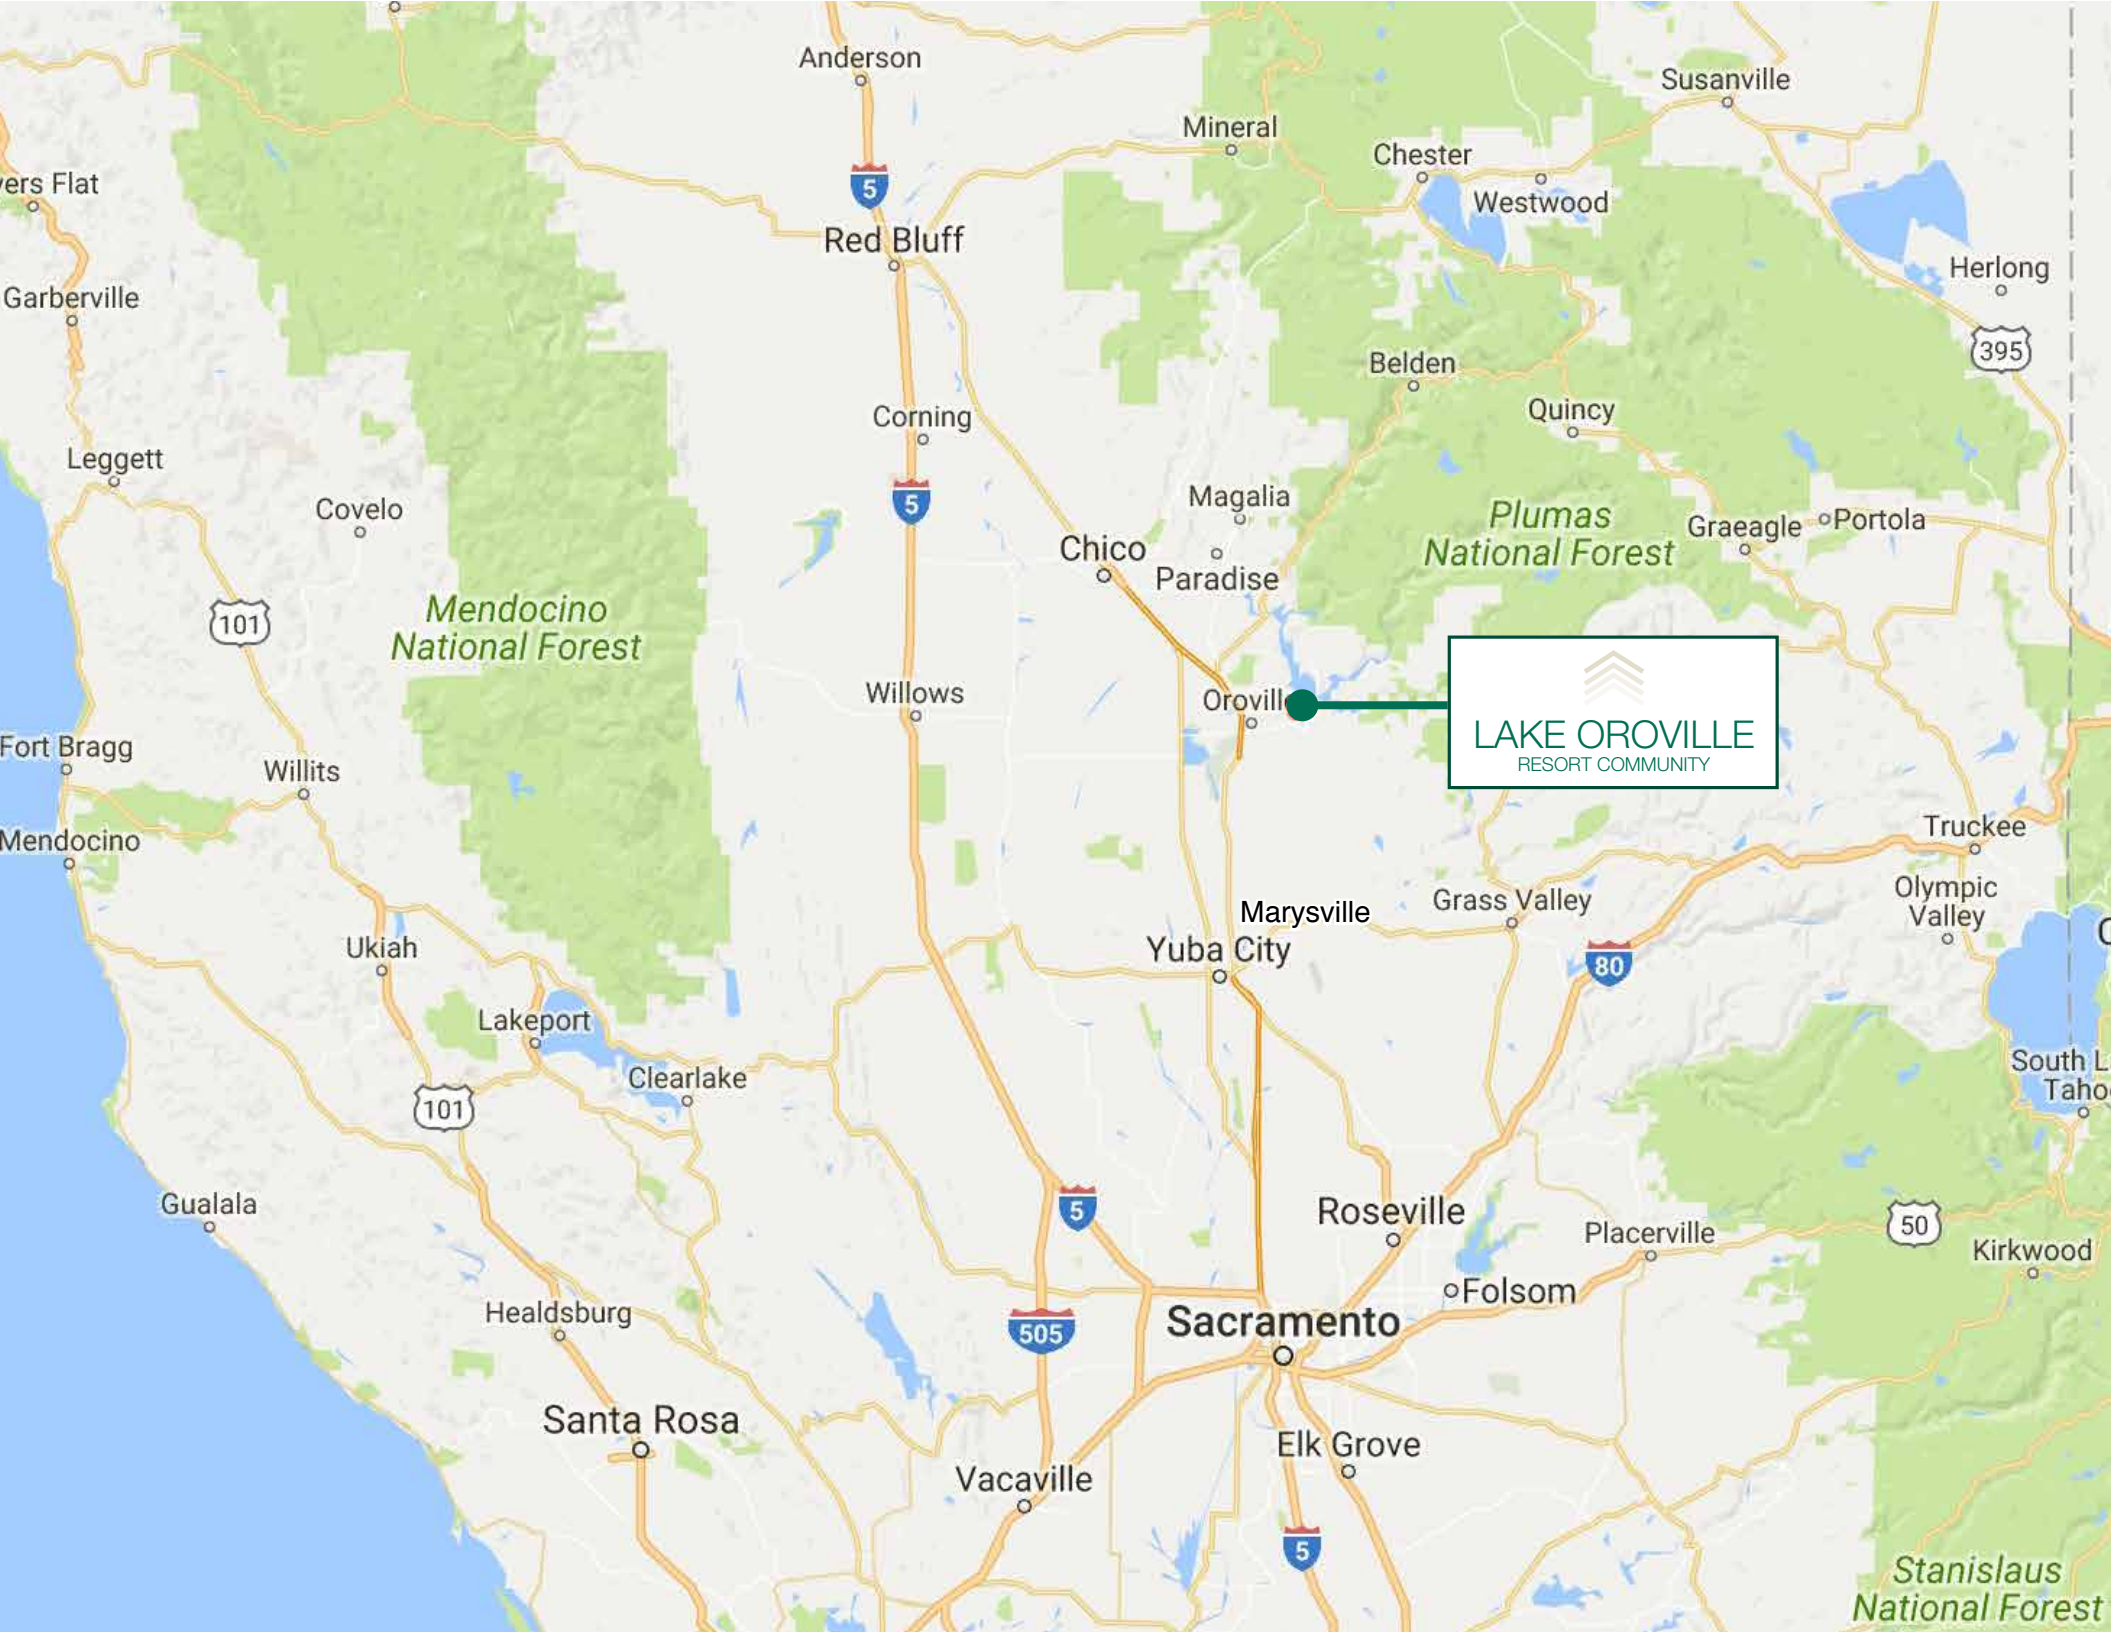 Anderson
Susanville
Mineral
Chester
5
vers Flat
Westwood
Red Bluff
Herlong
Garberville
395
Belden
Quincy
Corning
Leggett
5
Magalia
Covelo
Plumas
National Forest
Graeagle
Portola
Chico
Paradise
Mendocino
National Forest
101
Willows
Oroville
LAKE OROVILLE
RESORT COMMUNITY
Fort Bragg
Willits
Mendocino
Truckee
Marysville
Grass Valley
Olympic
Valley
Ukiah
Yuba City
80
Lakeport
South L
Taho
Clearlake
101
Gualala
5
Roseville
50
Placerville
Kirkwood
Folsom
Healdsburg
505
Sacramento
Santa Rosa
Elk Grove
Vacaville
5
Stanislaus
National Forest